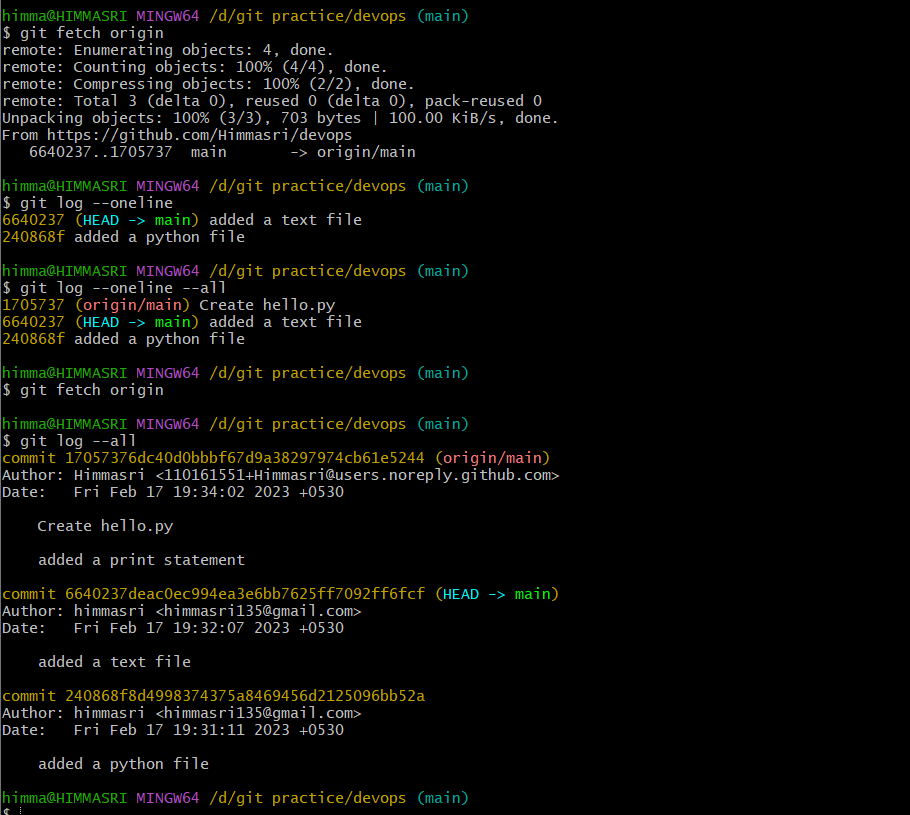 himma@HIMMASRI MINGW64 /d/git practice/devops (main)
$ git fetch origin
remote: Enumerating objects: 4, done.
remote: Counting objects: 100% (4/4), done.
remote: Compressing objects: 100% (2/2), done.
remote: Total 3 (delta 0), reused 0 (delta 0), pack-reused 0
Unpacking objects: 100% (3/3), 703 bytes | 100.00 KiB/s, done.
From https://github.com/Himmasri/devops
   6640237..1705737  main       -> origin/main

himma@HIMMASRI MINGW64 /d/git practice/devops (main)
$ git log --oneline
6640237 (HEAD -> main) added a text file
240868f added a python file

himma@HIMMASRI MINGW64 /d/git practice/devops (main)
$ git log --oneline --all
1705737 (origin/main) Create hello.py
6640237 (HEAD -> main) added a text file
240868f added a python file

himma@HIMMASRI MINGW64 /d/git practice/devops (main)
$ git fetch origin

himma@HIMMASRI MINGW64 /d/git practice/devops (main)
$ git log --all
commit 17057376dc40d0bbbf67d9a38297974cb61e5244 (origin/main)
Author: Himmasri <110161551+Himmasri@users.noreply.github.com>
Date:   Fri Feb 17 19:34:02 2023 +0530

    Create hello.py

    added a print statement

commit 6640237deac0ec994ea3e6bb7625ff7092ff6fcf (HEAD -> main)
Author: himmasri <himmasri135@gmail.com>
Date:   Fri Feb 17 19:32:07 2023 +0530

    added a text file

commit 240868f8d4998374375a8469456d2125096bb52a
Author: himmasri <himmasri135@gmail.com>
Date:   Fri Feb 17 19:31:11 2023 +0530

    added a python file

himma@HIMMASRI MINGW64 /d/git practice/devops (main)
$